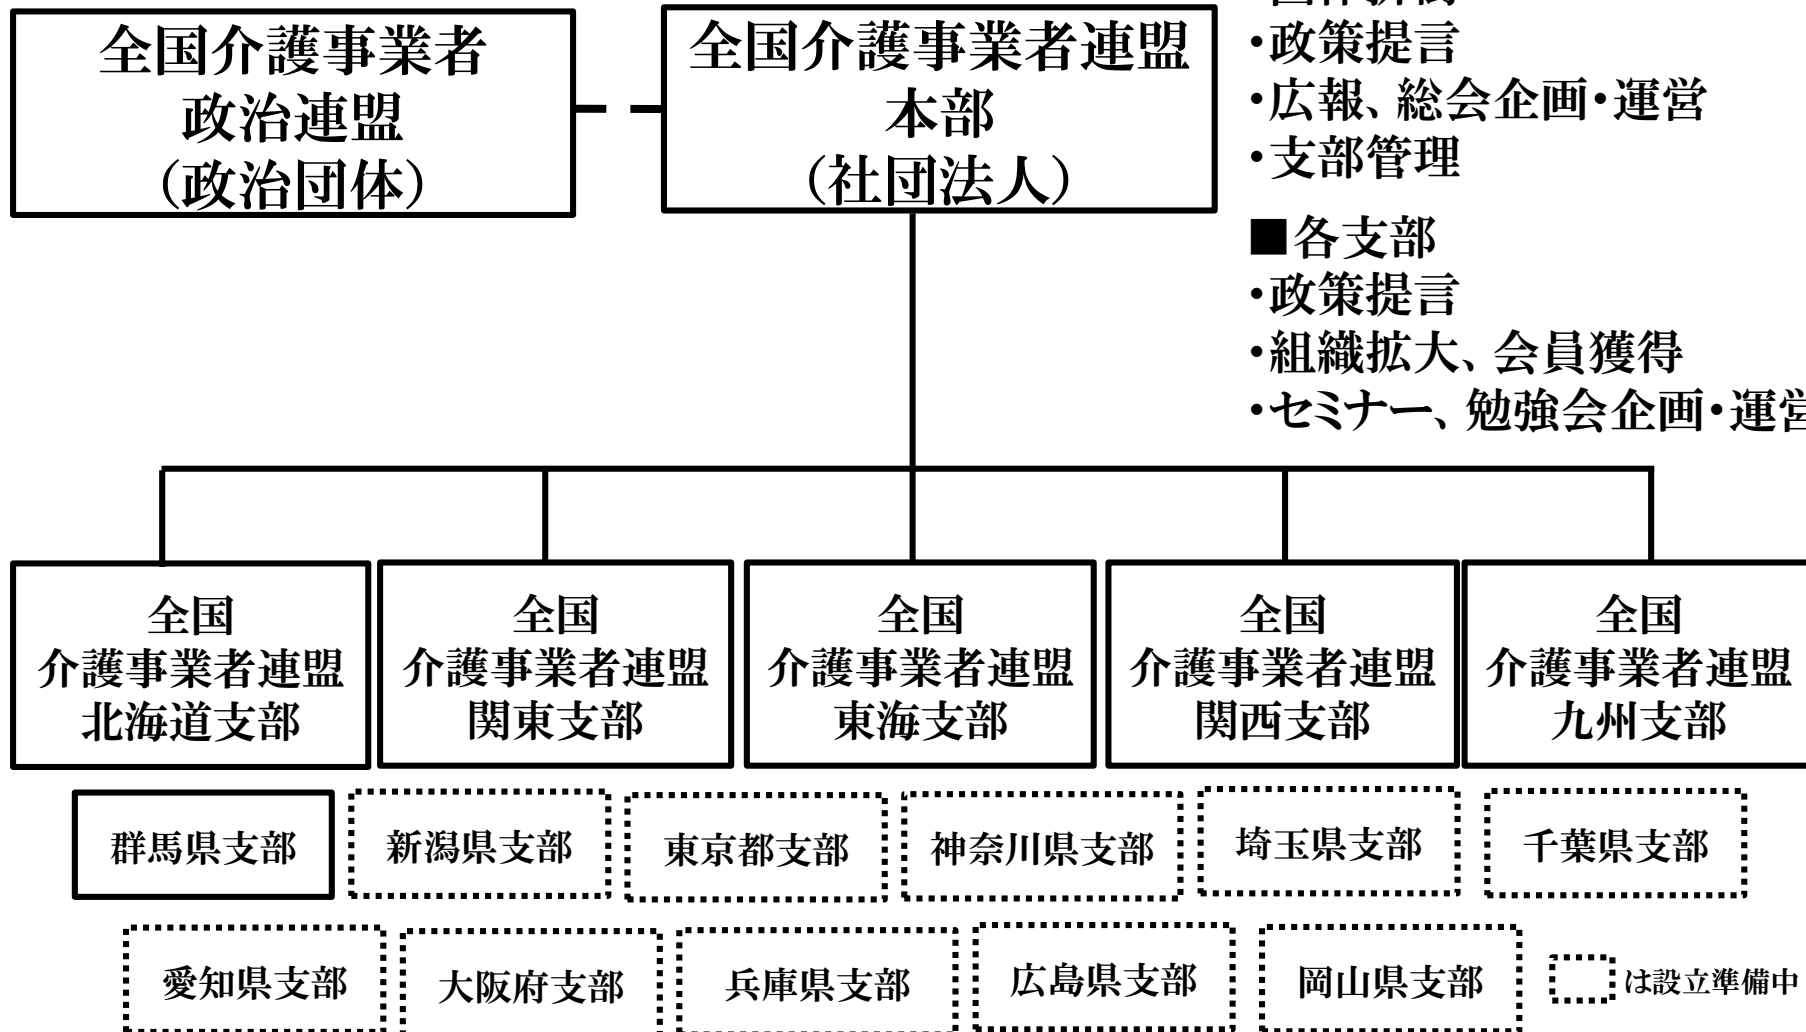 全国介護事業者
政治連盟
（政治団体）
全国介護事業者連盟
本部
（社団法人）
・政策提言
・広報、総会企画・運営
・支部管理
■各支部
・政策提言
・組織拡大、会員獲得
・セミナー、勉強会企画・運営
全国
介護事業者連盟
北海道支部
全国
介護事業者連盟
関東支部
全国
介護事業者連盟
東海支部
全国
介護事業者連盟
関西支部
全国
介護事業者連盟
九州支部
群馬県支部
新潟県支部
東京都支部
神奈川県支部
埼玉県支部
千葉県支部
愛知県支部
大阪府支部
兵庫県支部
広島県支部
岡山県支部
は設立準備中